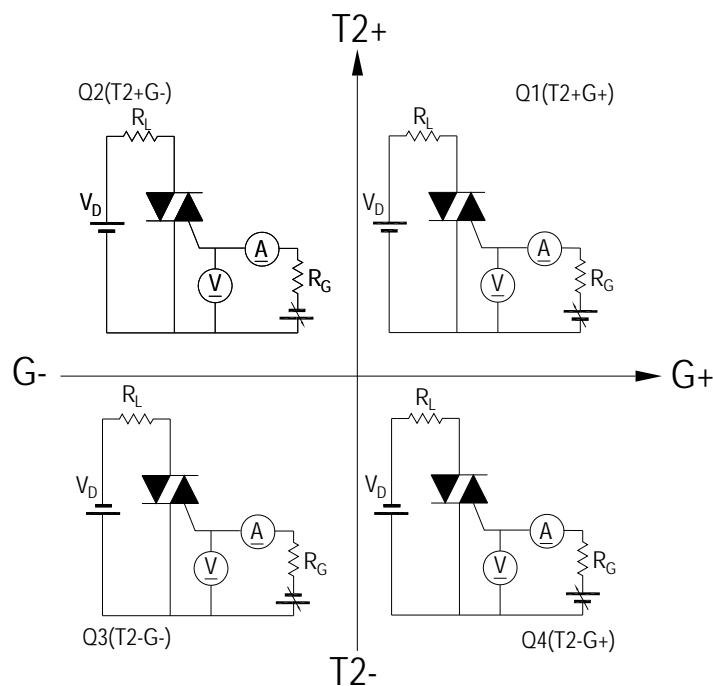 T2+
Q2(T2+G-)
RL
VD
A
V
RG
Q1(T2+G+)
RL
VD
A
V
RG
G-
G+
RL
VD
A
V
RG
Q3(T2-G-)
RL
VD
A
V
RG
Q4(T2-G+)
T2-